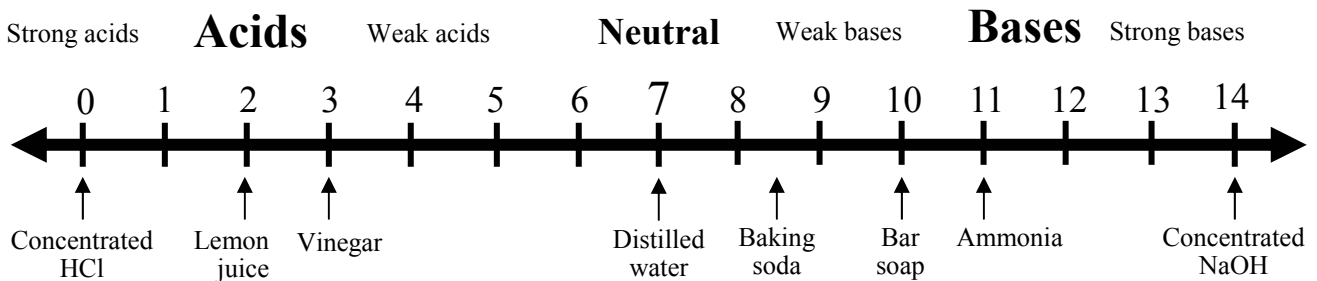 Strong acids Acids Weak acids Neutral Weak bases Bases Strong bases
0 1 2 3 4 5 6 7 8 9 10 11 12 13 14
Concentrated HCl
Lemon juice
Vinegar
Distilled water
Baking soda
Bar soap
Ammonia
Concentrated NaOH